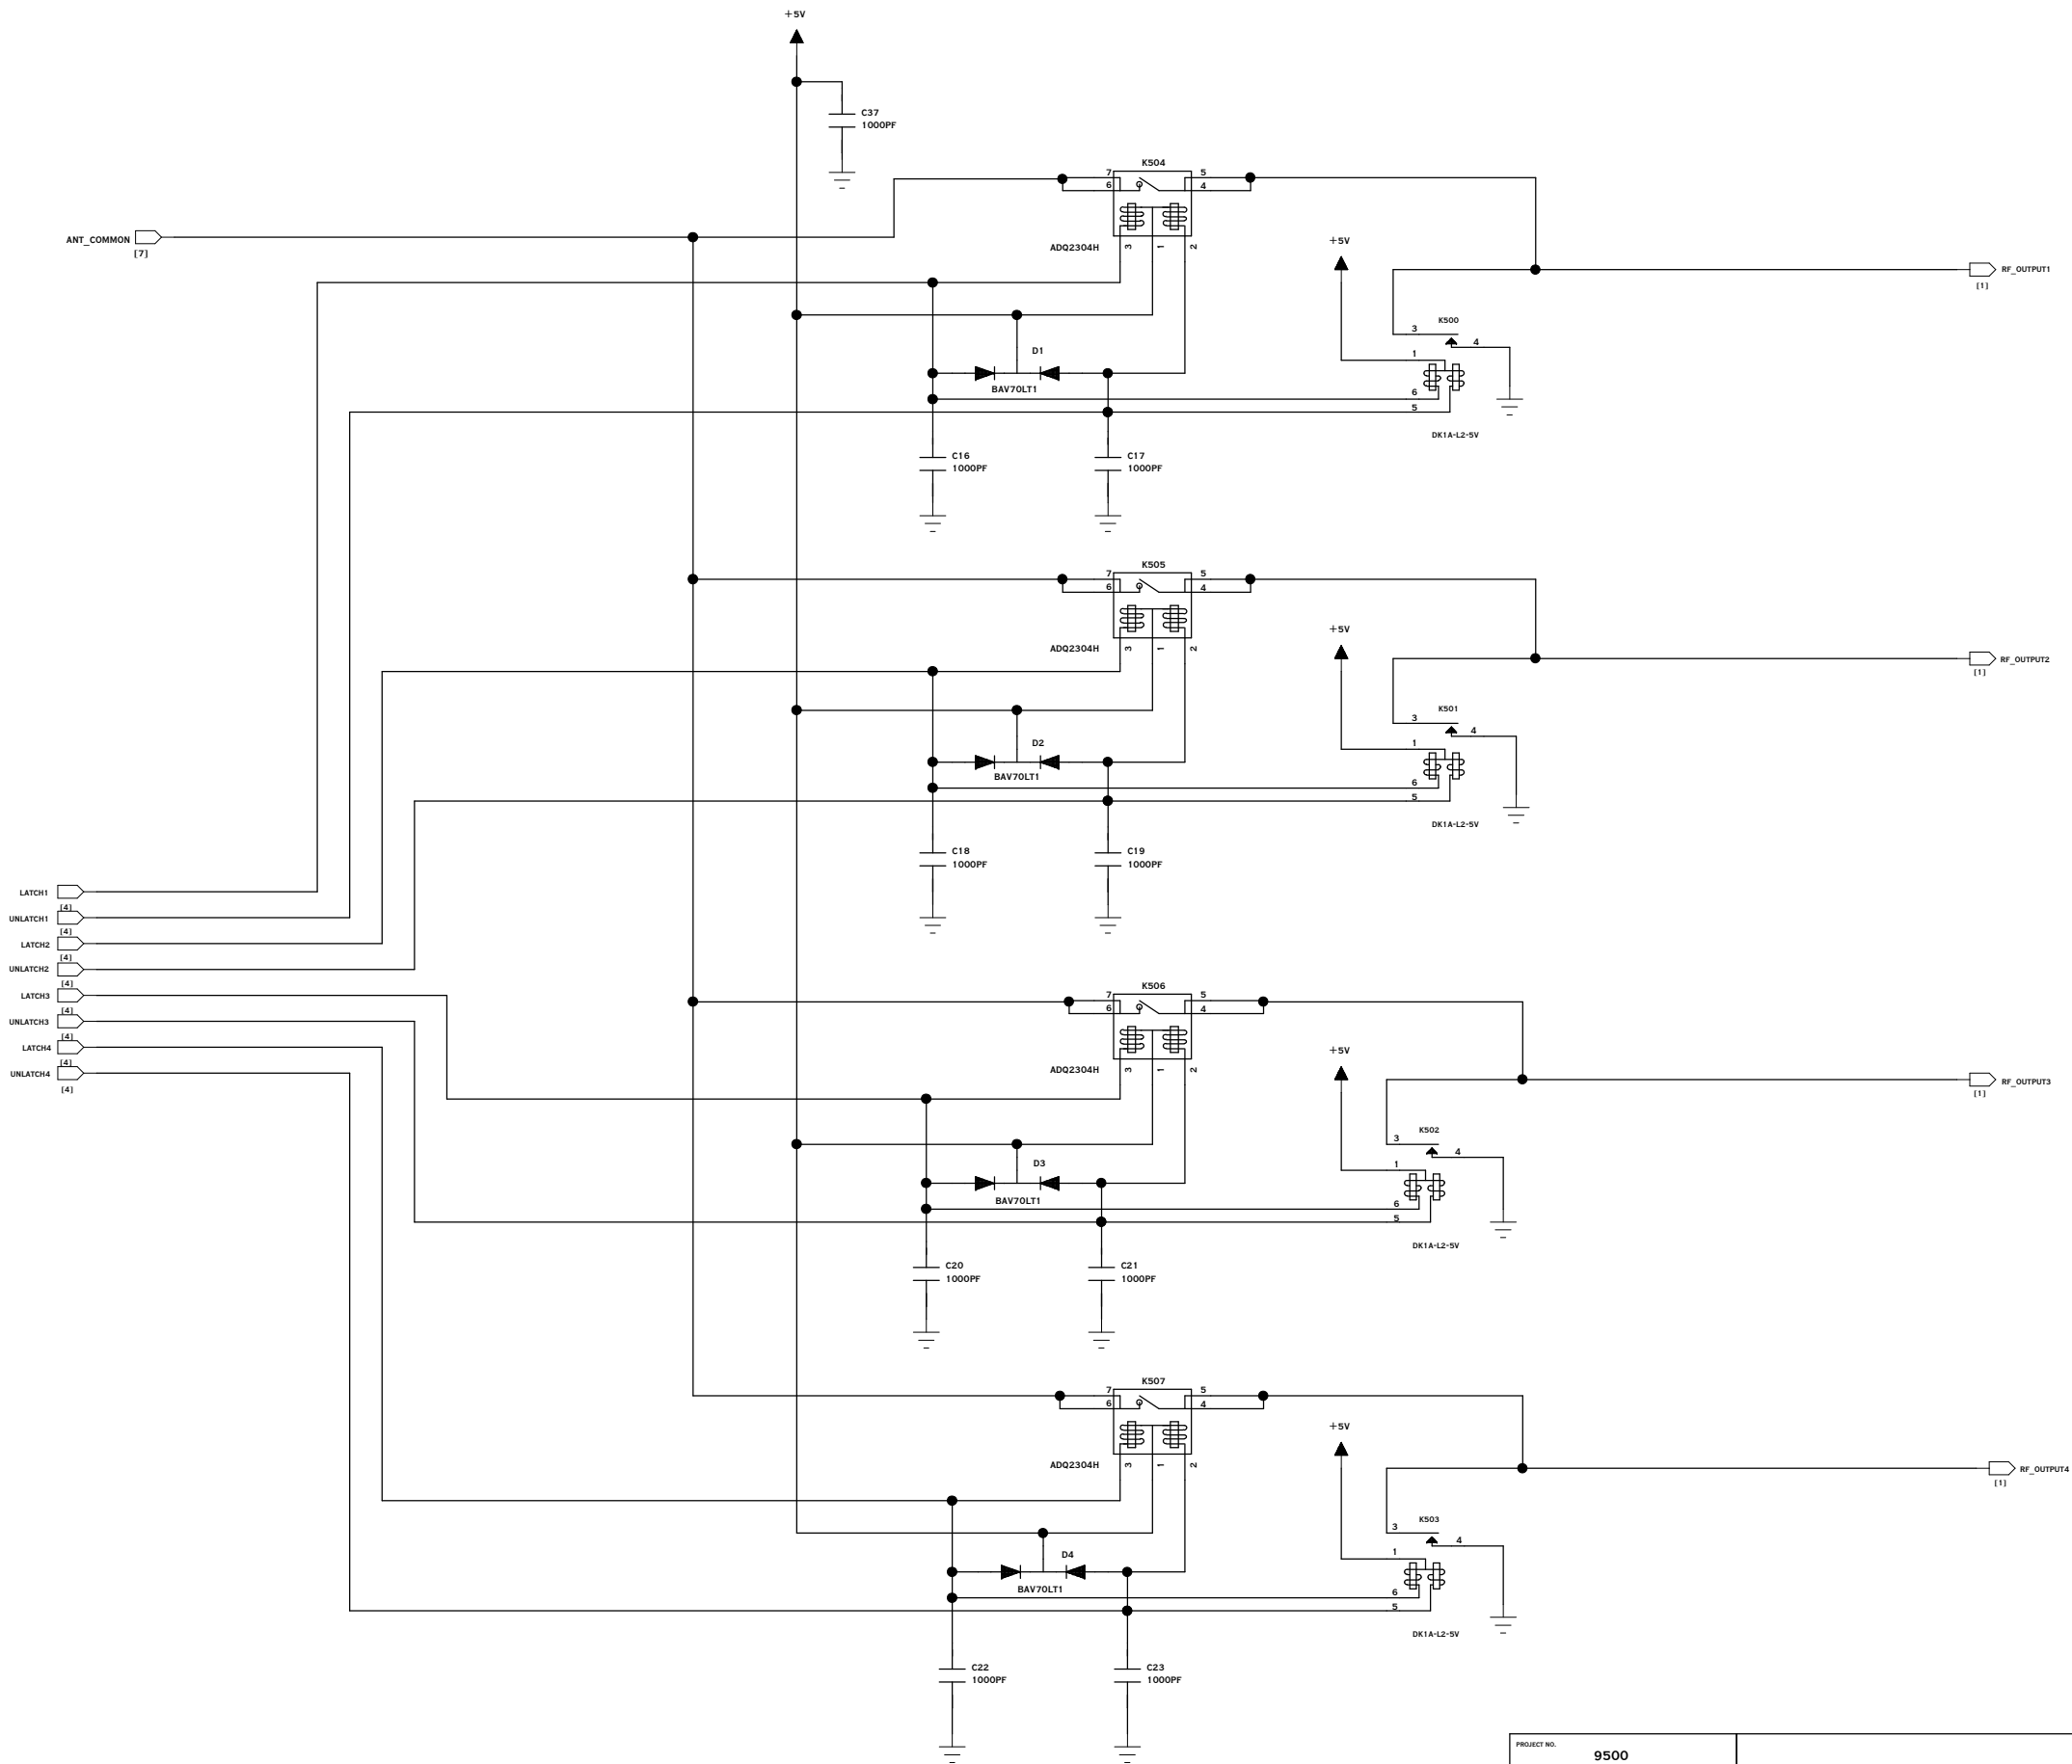 +5V
C37
1000PF
K504
7 5
6 4
3 1 2
ADQ2304H
ANT_COMMON
[7]
+5V
RF_OUTPUT1
[1]
K500
3
4
1
6
5
DK1A-L2-5V
D1
BAV70LT1
C16
1000PF
C17
1000PF
K505
7 5
6 4
3 1 2
ADQ2304H
+5V
RF_OUTPUT2
[1]
K501
3
4
1
6
5
DK1A-L2-5V
D2
BAV70LT1
C18
1000PF
C19
1000PF
LATCH1
[4]
UNLATCH1
[4]
LATCH2
[4]
UNLATCH2
[4]
LATCH3
[4]
UNLATCH3
[4]
LATCH4
[4]
UNLATCH4
[4]
K506
7 5
6 4
3 1 2
ADQ2304H
+5V
RF_OUTPUT3
[1]
K502
3
4
1
6
5
DK1A-L2-5V
D3
BAV70LT1
C20
1000PF
C21
1000PF
K507
7 5
6 4
3 1 2
ADQ2304H
+5V
RF_OUTPUT4
[1]
K503
3
4
1
6
5
DK1A-L2-5V
D4
BAV70LT1
C22
1000PF
C23
1000PF
PROJECT NO.
9500